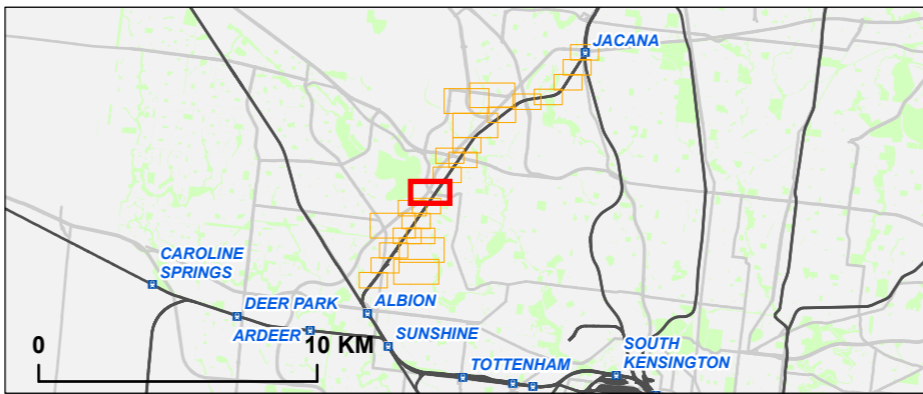 JACANA
CAROLINE
SPRINGS
DEER PARK
ALBION
ARDEER
SUNSHINE
0
10 KM
TOTTENHAM
SOUTH
KENSINGTON